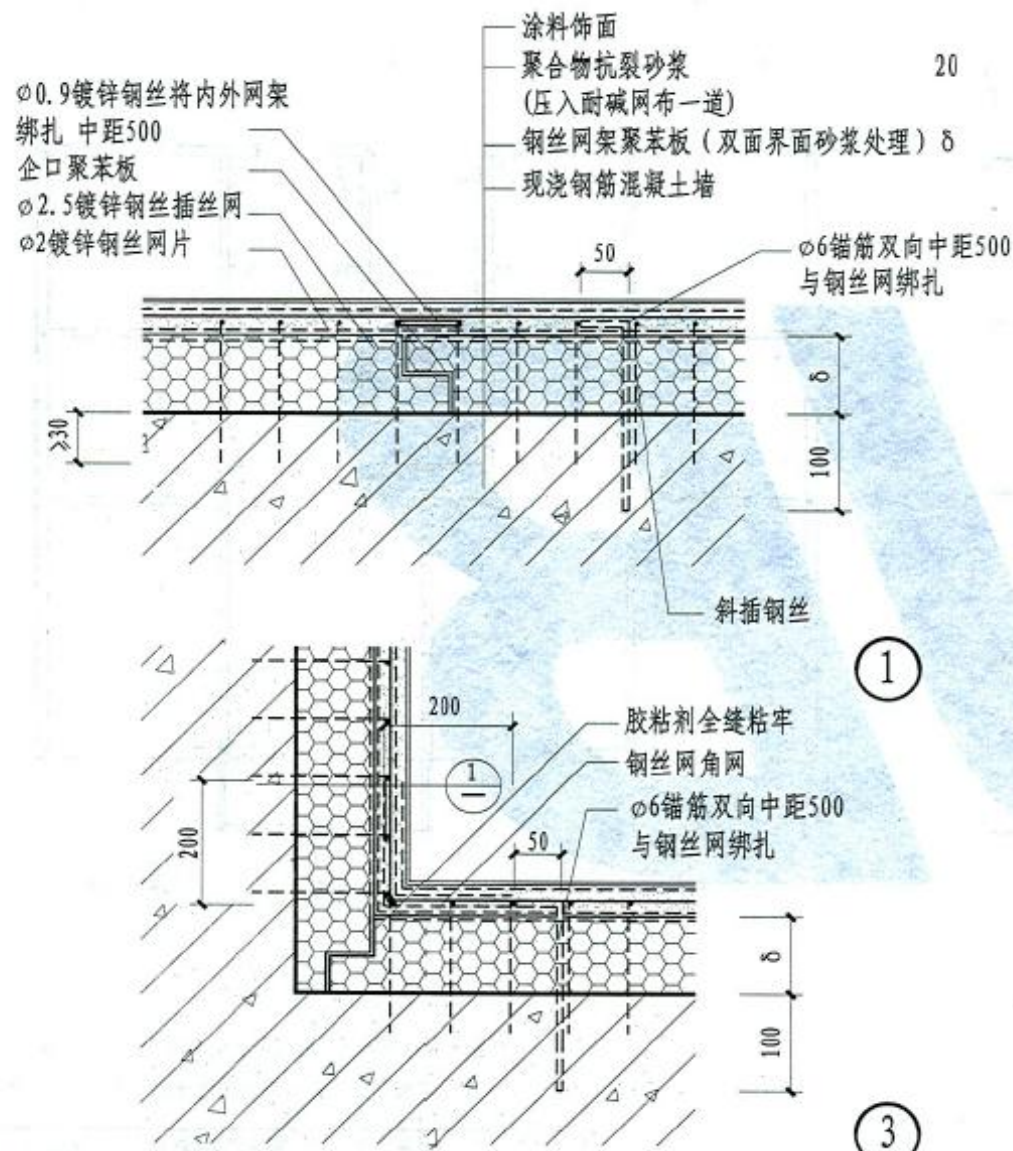 涂料饰面
聚合物抗裂砂浆 20
(压入耐碱网布一道)
钢丝网架聚苯板(双面界面砂浆处理) δ
现浇钢筋混凝土墙
∅0.9镀锌钢丝将内外网架
绑扎 中距500
企口聚苯板
∅2.5镀锌钢丝插丝网
∅2镀锌钢丝网片
50
∅6锚筋双向中距500
与钢丝网绑扎
δ
≥30
100
斜插钢丝
1
200
胶粘剂全缝粘牢
钢丝网角网
1
—
∅6锚筋双向中距500
与钢丝网绑扎
50
200
δ
100
3